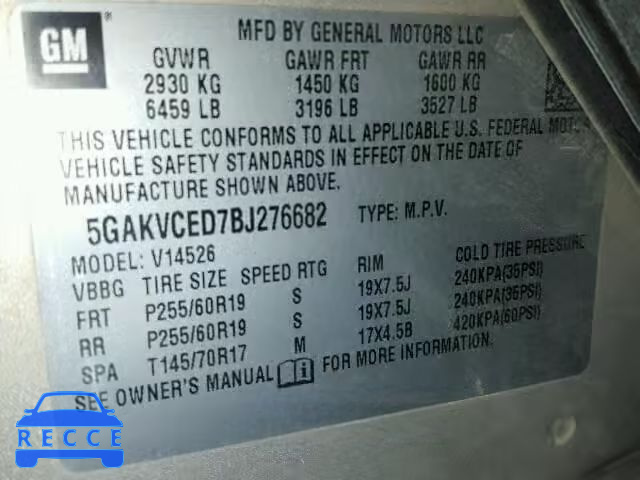 GM
MFD BY GENERAL MOTORS LLC
GVWR GAWR FRT GAWR RR
2930 KG 1450 KG 1600 KG
6459 LB 3196 LB 3527 LB
THIS VEHICLE CONFORMS TO ALL APPLICABLE U.S. FEDERAL MOTOR
VEHICLE SAFETY STANDARDS IN EFFECT ON THE DATE OF
MANUFACTURE SHOWN ABOVE.
5GAKVCED7BJ276682 TYPE: M.P.V.
MODEL: V14526
VBBG TIRE SIZE SPEED RTG RIM COLD TIRE PRESSURE
FRT P255/60R19 S 19X7.5J 240KPA(35PSI)
RR P255/60R19 S 19X7.5J 240KPA(35PSI)
SPA T145/70R17 M 17X4.5B 420KPA(60PSI)
SEE OWNER'S MANUAL FOR MORE INFORMATION.
RECCE